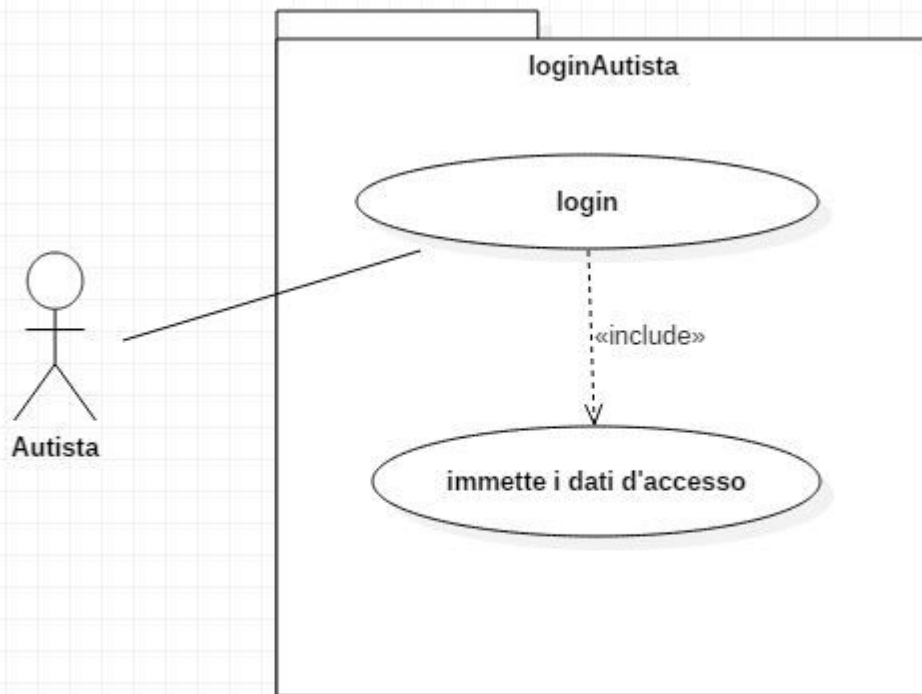 loginAutista
login
«include»
Autista
immette i dati d'accesso